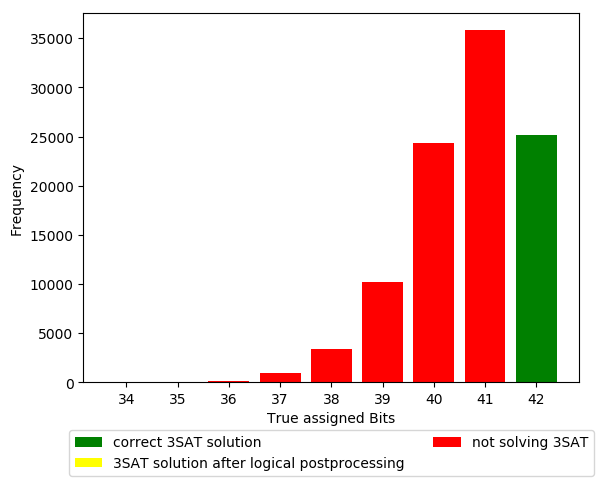 35000
30000
25000
20000
15000
10000
5000
0
Frequency
34 35 36 37 38 39 40 41 42
True assigned Bits
correct 3SAT solution
3SAT solution after logical postprocessing
not solving 3SAT